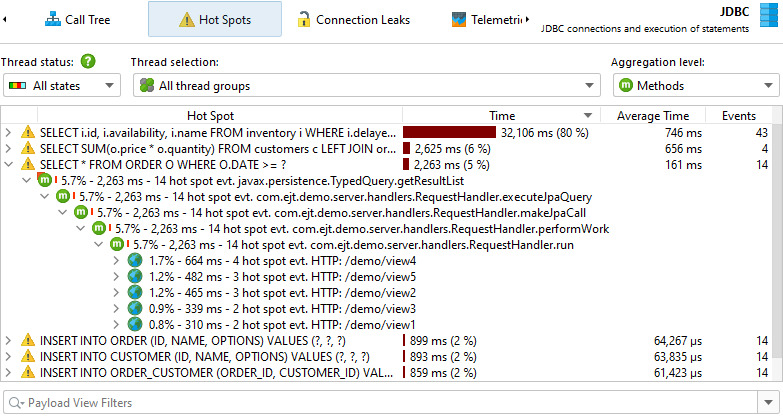 Call Tree
Hot Spots
Connection Leaks
Telemetri
JDBC
JDBC connections and execution of statements
Thread status: ?
Thread selection:
Aggregation level:
All states
All thread groups
Methods
Hot Spot Time Average Time Events
SELECT i.id, i.availability, i.name FROM inventory i WHERE i.delaye... 32,106 ms (80 %) 746 ms 43
SELECT SUM(o.price * o.quantity) FROM customers c LEFT JOIN or... 2,625 ms (6 %) 656 ms 4
SELECT * FROM ORDER O WHERE O.DATE >= ? 2,263 ms (5 %) 161 ms 14
m 5.7% - 2,263 ms - 14 hot spot evt. javax.persistence.TypedQuery.getResultList
m 5.7% - 2,263 ms - 14 hot spot evt. com.ejt.demo.server.handlers.RequestHandler.executeJpaQuery
m 5.7% - 2,263 ms - 14 hot spot evt. com.ejt.demo.server.handlers.RequestHandler.makeJpaCall
m 5.7% - 2,263 ms - 14 hot spot evt. com.ejt.demo.server.handlers.RequestHandler.performWork
m 5.7% - 2,263 ms - 14 hot spot evt. com.ejt.demo.server.handlers.RequestHandler.run
1.7% - 664 ms - 4 hot spot evt. HTTP: /demo/view4
1.2% - 482 ms - 3 hot spot evt. HTTP: /demo/view5
1.2% - 465 ms - 3 hot spot evt. HTTP: /demo/view2
0.9% - 339 ms - 2 hot spot evt. HTTP: /demo/view3
0.8% - 310 ms - 2 hot spot evt. HTTP: /demo/view1
INSERT INTO ORDER (ID, NAME, OPTIONS) VALUES (?, ?, ?) 899 ms (2 %) 64,267 µs 14
INSERT INTO CUSTOMER (ID, NAME, OPTIONS) VALUES (?, ?, ?) 893 ms (2 %) 63,835 µs 14
INSERT INTO ORDER_CUSTOMER (ORDER_ID, CUSTOMER_ID) VAL... 859 ms (2 %) 61,423 µs 14
Payload View Filters